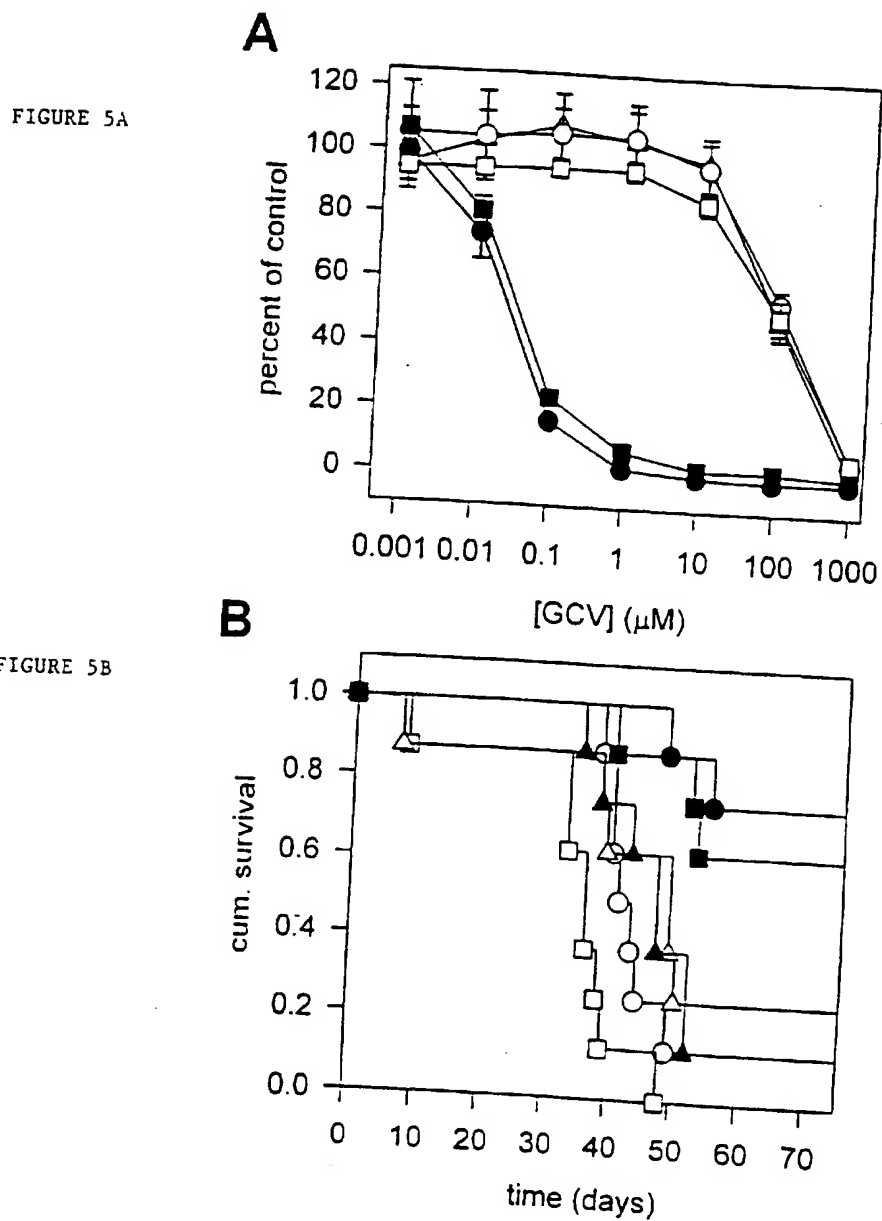 A
FIGURE 5A
120
100
80
60
40
20
0
percent of control
0.001 0.01 0.1 1 10 100 1000
[GCV] (μM)
B
FIGURE 5B
1.0
0.8
0.6
0.4
0.2
0.0
cum. survival
0 10 20 30 40 50 60 70
time (days)